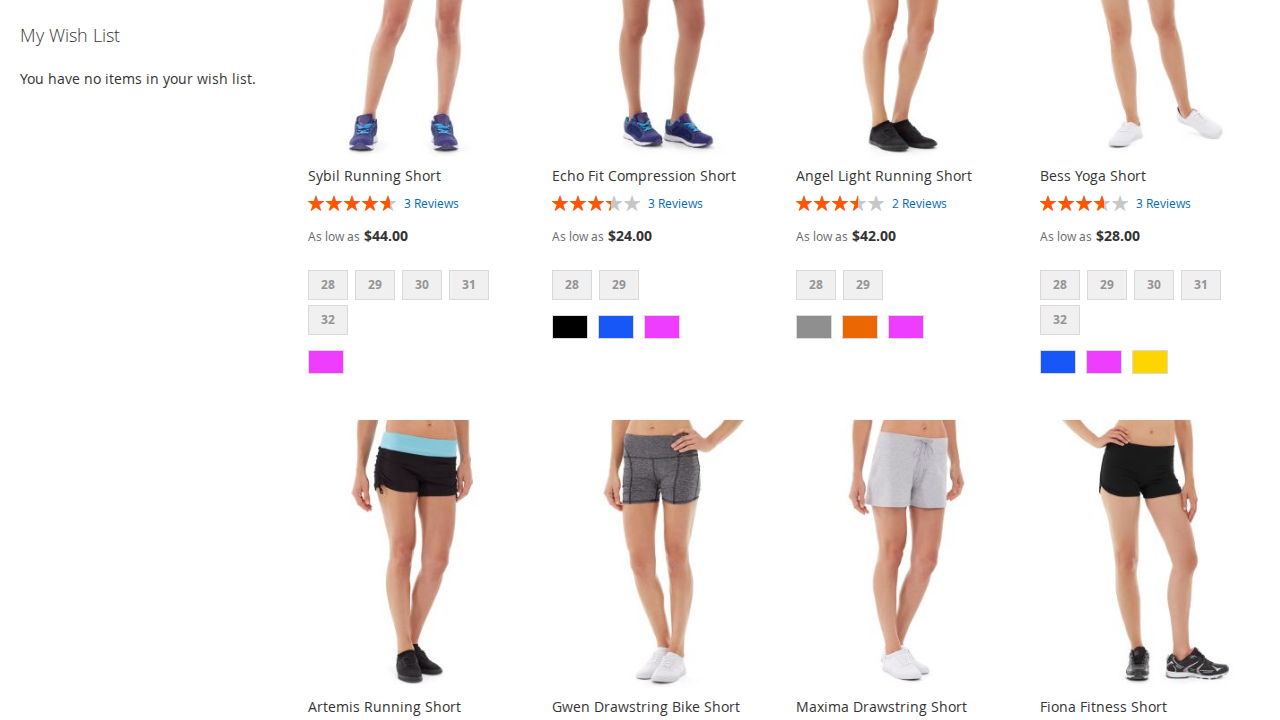 My Wish List
You have no items in your wish list.
Sybil Running Short
3 Reviews
As low as $44.00
28 29 30 31
32
Echo Fit Compression Short
3 Reviews
As low as $24.00
28 29
Angel Light Running Short
2 Reviews
As low as $42.00
28 29
Bess Yoga Short
3 Reviews
As low as $28.00
28 29 30 31
32
Artemis Running Short
Gwen Drawstring Bike Short
Maxima Drawstring Short
Fiona Fitness Short